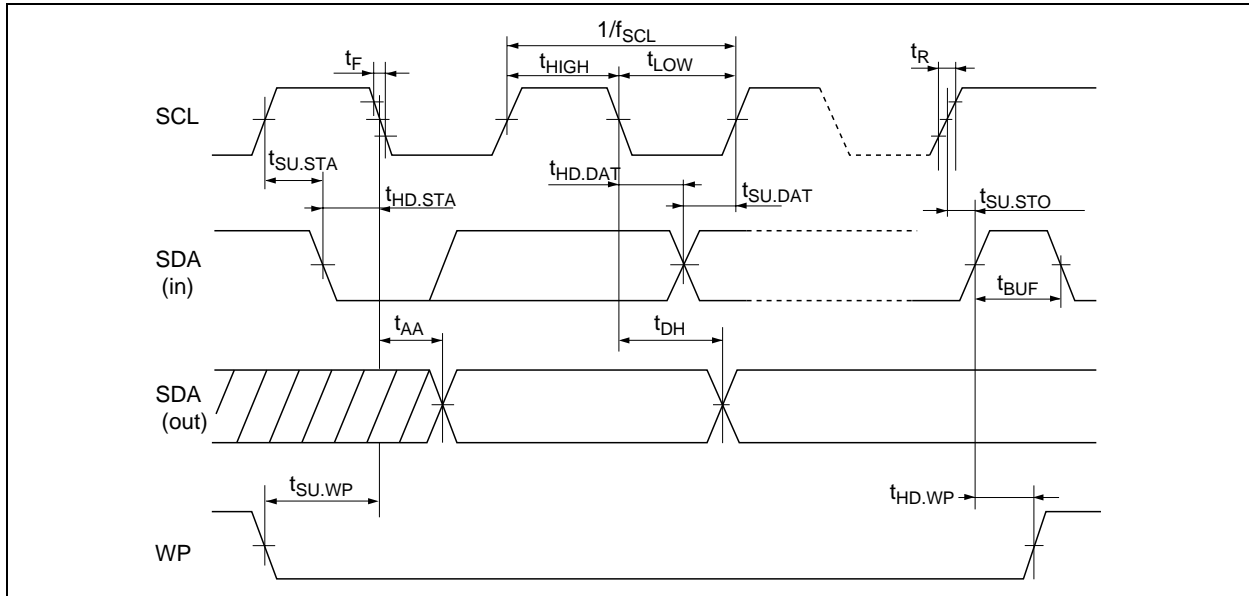 1/fSCL
tF
tHIGH
tLOW
tR
SCL
tSU.STA
tHD.STA
tHD.DAT
tSU.DAT
tSU.STO
SDA
(in)
tBUF
tAA
tDH
SDA
(out)
tSU.WP
tHD.WP
WP